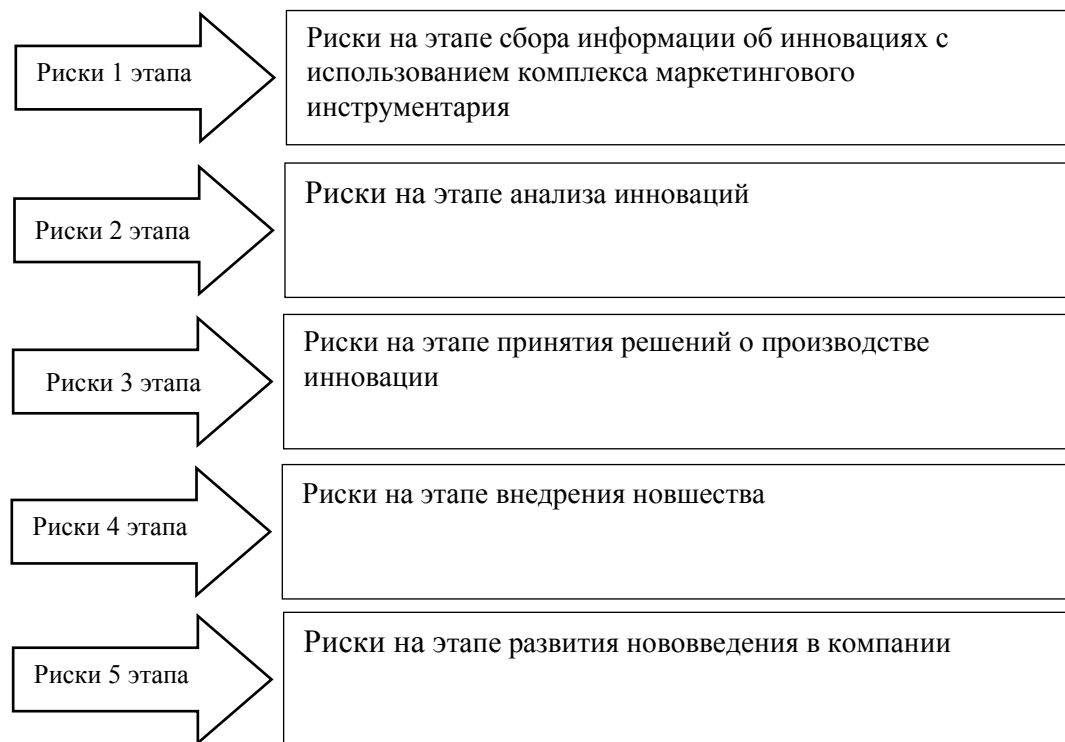 Риски 1 этапа
Риски на этапе сбора информации об инновациях с
использованием комплекса маркетингового
инструментария
Риски 2 этапа
Риски на этапе анализа инноваций
Риски 3 этапа
Риски на этапе принятия решений о производстве
инновации
Риски 4 этапа
Риски на этапе внедрения новшества
Риски 5 этапа
Риски на этапе развития нововведения в компании